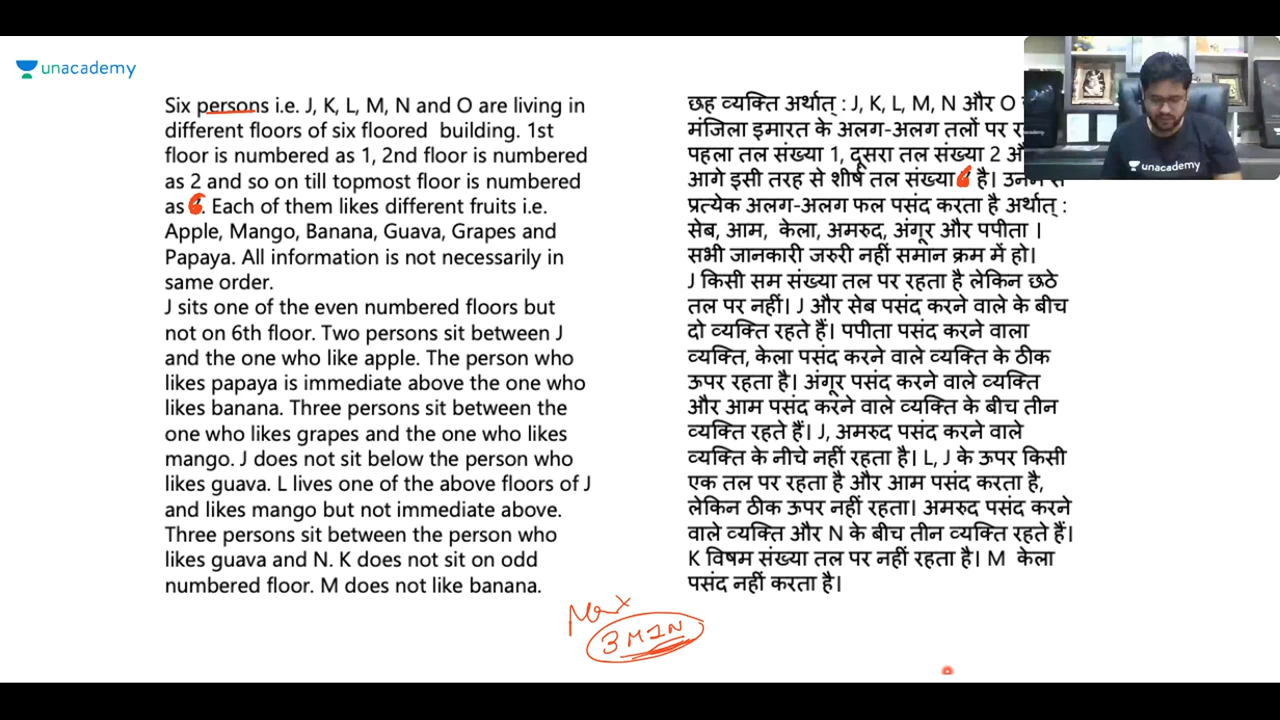 unacademy
Six persons i.e. J, K, L, M, N and O are living in
different floors of six floored building. 1st
floor is numbered as 1, 2nd floor is numbered
as 2 and so on till topmost floor is numbered
as 6. Each of them likes different fruits i.e.
Apple, Mango, Banana, Guava, Grapes and
Papaya. All information is not necessarily in
same order.
J sits one of the even numbered floors but
not on 6th floor. Two persons sit between J
and the one who like apple. The person who
likes papaya is immediate above the one who
likes banana. Three persons sit between the
one who likes grapes and the one who likes
mango. J does not sit below the person who
likes guava. L lives one of the above floors of J
and likes mango but not immediate above.
Three persons sit between the person who
likes guava and N. K does not sit on odd
numbered floor. M does not like banana.
छह व्यक्ति अर्थात् : J, K, L, M, N और O
मंजिला इमारत के अलग-अलग तलों पर
पहला तल संख्या 1, दूसरा तल संख्या 2
आगे इसी तरह से शीर्ष तल संख्या 6 है। उनमें से
प्रत्येक अलग-अलग फल पसंद करता है अर्थात् :
सेब, आम, केला, अमरुद, अंगूर और पपीता ।
सभी जानकारी जरुरी नहीं समान क्रम में हो।
J किसी सम संख्या तल पर रहता है लेकिन छठे
तल पर नहीं। J और सेब पसंद करने वाले के बीच
दो व्यक्ति रहते हैं। पपीता पसंद करने वाला
व्यक्ति, केला पसंद करने वाले व्यक्ति के ठीक
ऊपर रहता है। अंगूर पसंद करने वाले व्यक्ति
और आम पसंद करने वाले व्यक्ति के बीच तीन
व्यक्ति रहते हैं। J, अमरुद पसंद करने वाले
व्यक्ति के नीचे नहीं रहता है। L, J के ऊपर किसी
एक तल पर रहता है और आम पसंद करता है,
लेकिन ठीक ऊपर नहीं रहता। अमरुद पसंद करने
वाले व्यक्ति और N के बीच तीन व्यक्ति रहते हैं।
K विषम संख्या तल पर नहीं रहता है। M केला
पसंद नहीं करता है।
unacademy
Max
3 MIN